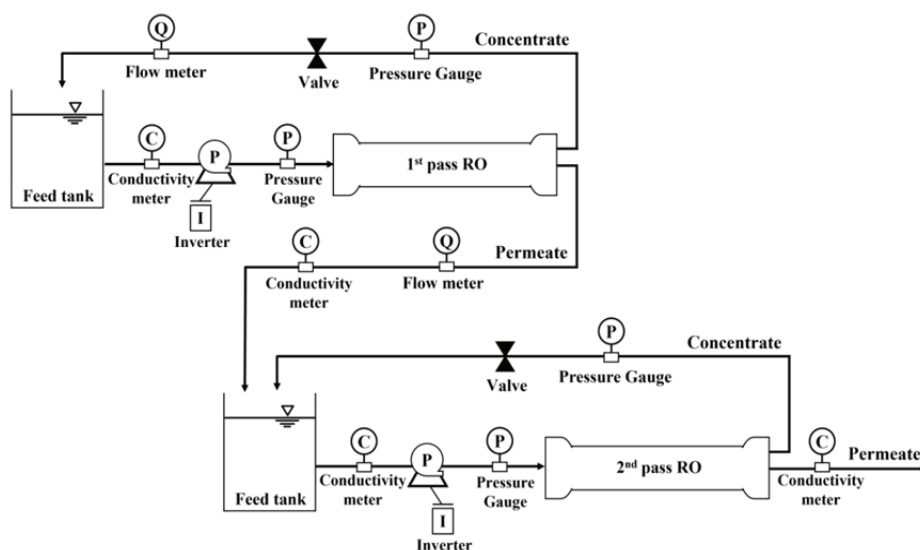 Q
P
Concentrate
Flow meter
Valve
Pressure Gauge
C
P
P
1st pass RO
Feed tank
Conductivity
meter
Pressure
Gauge
I
Inverter
C
Q
Permeate
Conductivity
meter
Flow meter
P
Concentrate
Valve
Pressure Gauge
C
P
P
C
Permeate
2nd pass RO
Feed tank
Conductivity
meter
Pressure
Gauge
Conductivity
meter
I
Inverter